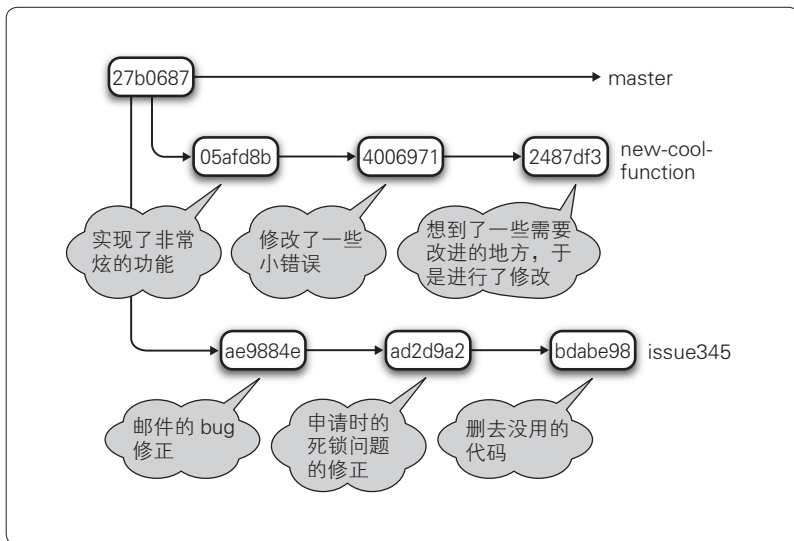 27b0687
master
05afd8b
4006971
2487df3
new-cool-
function
实现了非常
炫的功能
修改了一些
小错误
想到了一些需要
改进的地方，于
是进行了修改
ae9884e
ad2d9a2
bdabe98
issue345
邮件的 bug
修正
申请时的
死锁问题
的修正
删去没用的
代码